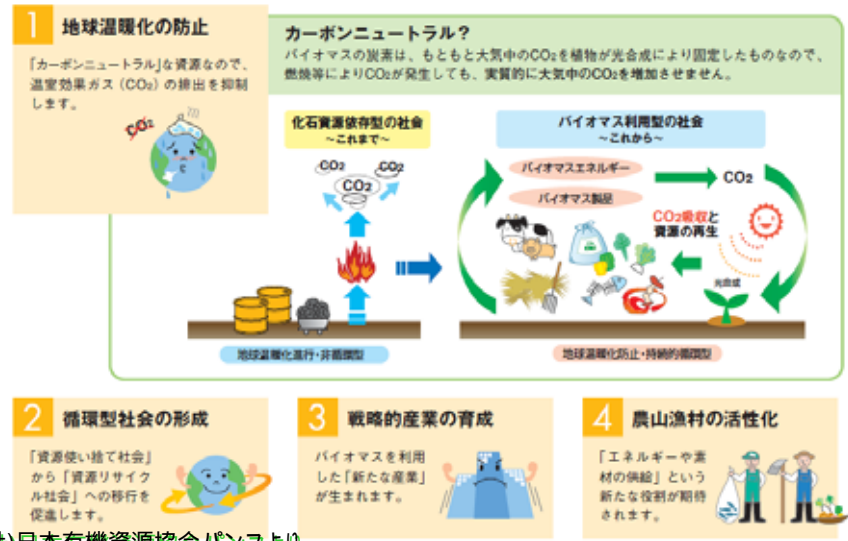 1 地球温暖化の防止
「カーボンニュートラル」な資源なので、
温室効果ガス（CO₂）の排出を抑制
します。
CO₂
カーボンニュートラル？
バイオマスの炭素は、もともと大気中のCO₂を植物が光合成により固定したものなので、
燃焼等によりCO₂が発生しても、実質的に大気中のCO₂を増加させません。
化石資源依存型の社会
～これまで～
CO₂ CO₂
CO₂
地球温暖化進行・非循環型
バイオマス利用型の社会
～これから～
バイオマスエネルギー
CO₂
バイオマス製品
CO₂吸収と
資源の再生
光合成
地球温暖化防止・持続的循環型
2 循環型社会の形成
「資源使い捨て社会」
から「資源リサイク
ル社会」への移行を
促進します。
3 戦略的産業の育成
バイオマスを利用
した「新たな産業」
が生まれます。
4 農山漁村の活性化
「エネルギーや素
材の供給」という
新たな役割が期待
されます。
日本有機資源協会パンフより